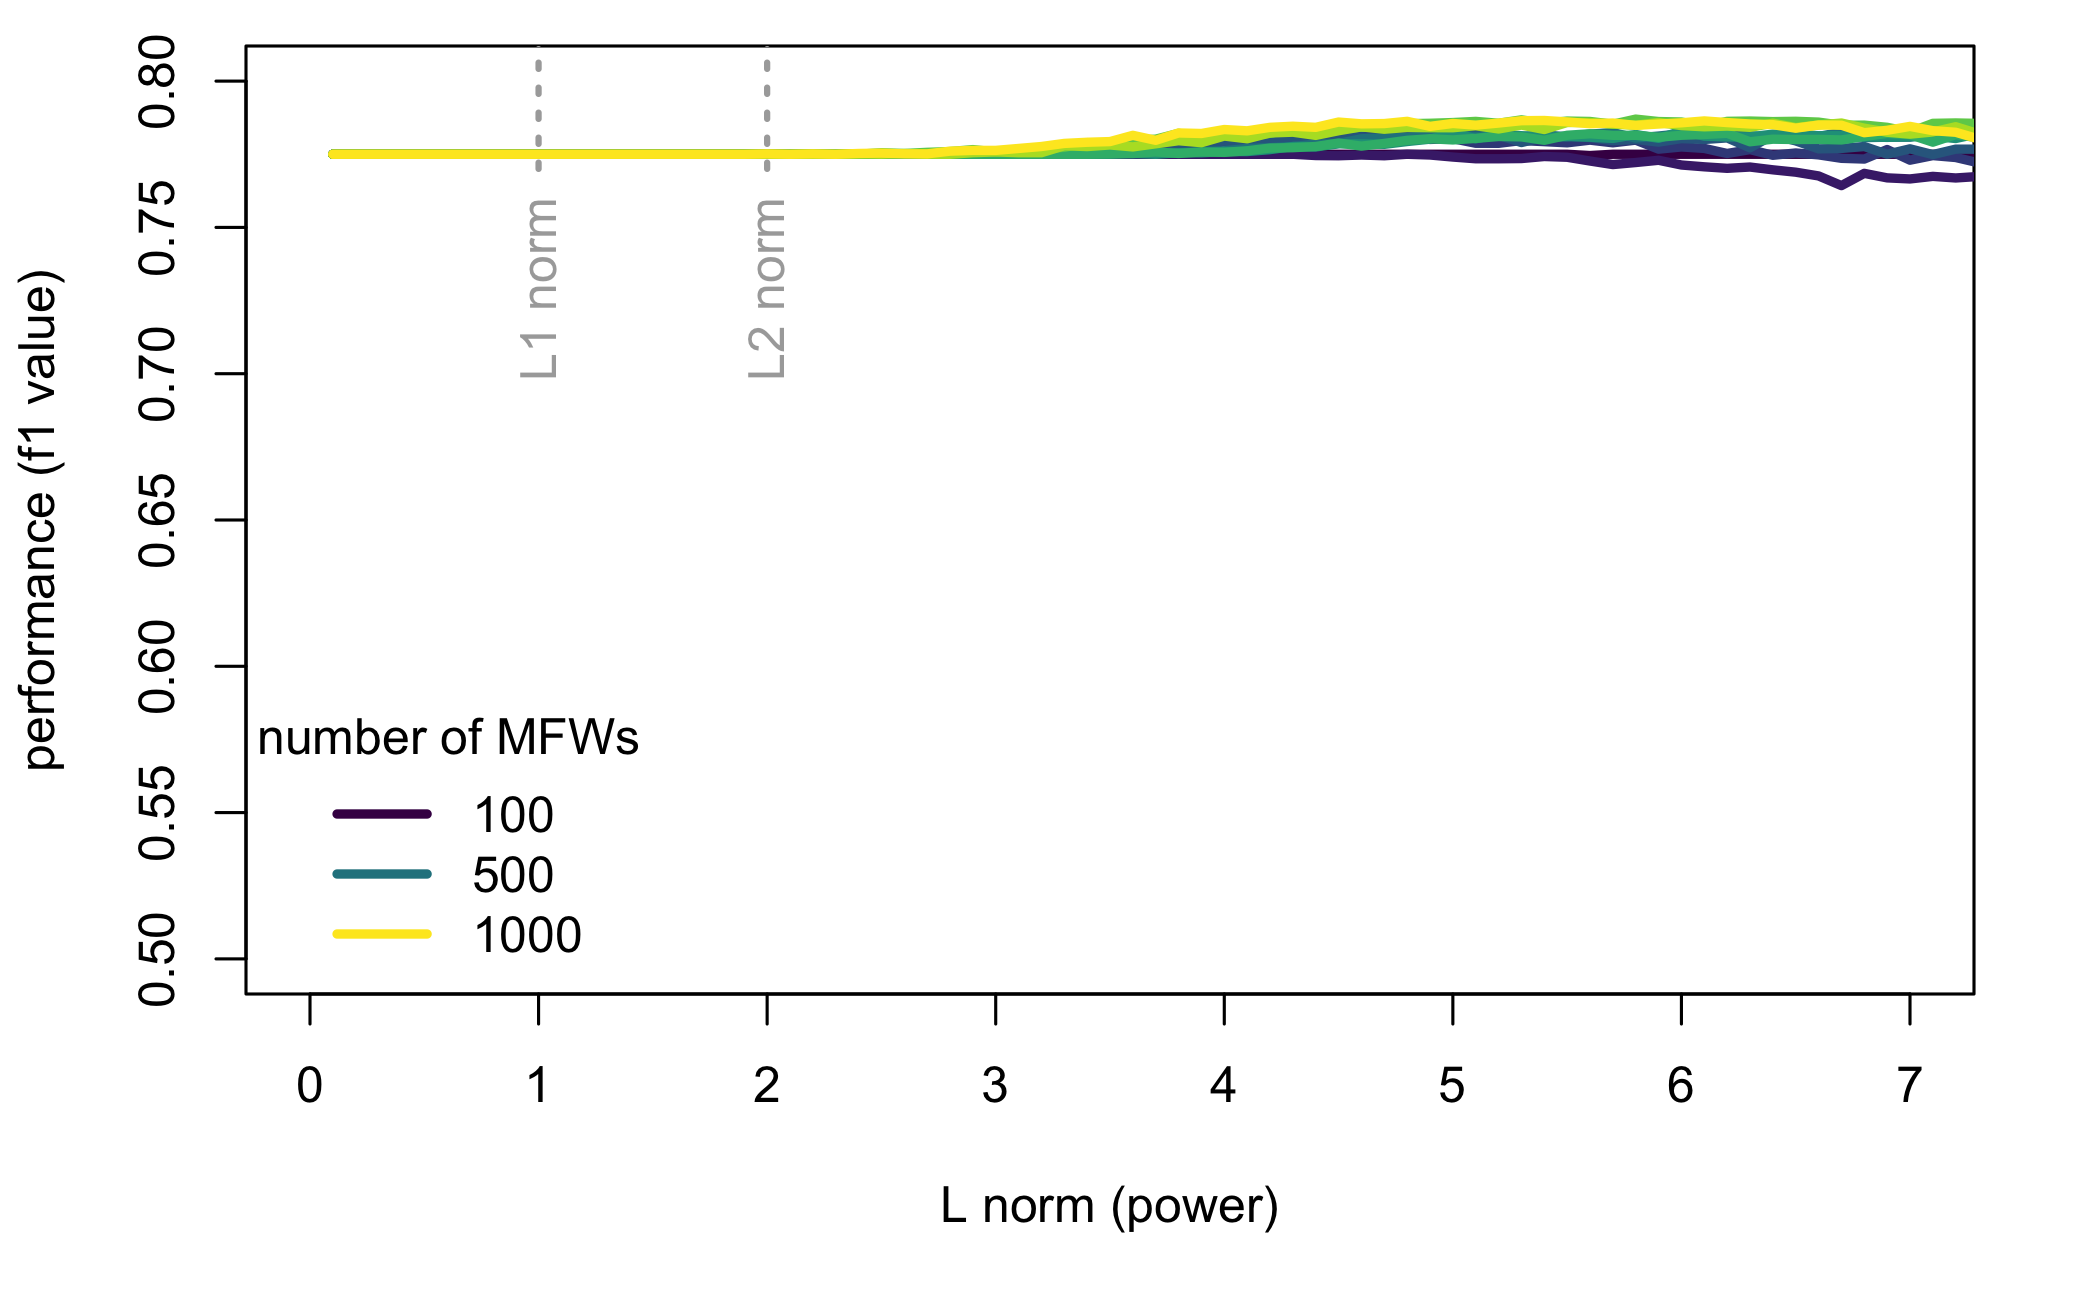 performance (f1 value)
0.80
0.75
0.70
0.65
0.60
0.55
0.50
L1 norm
L2 norm
number of MFWs
100
500
1000
0 1 2 3 4 5 6 7
L norm (power)